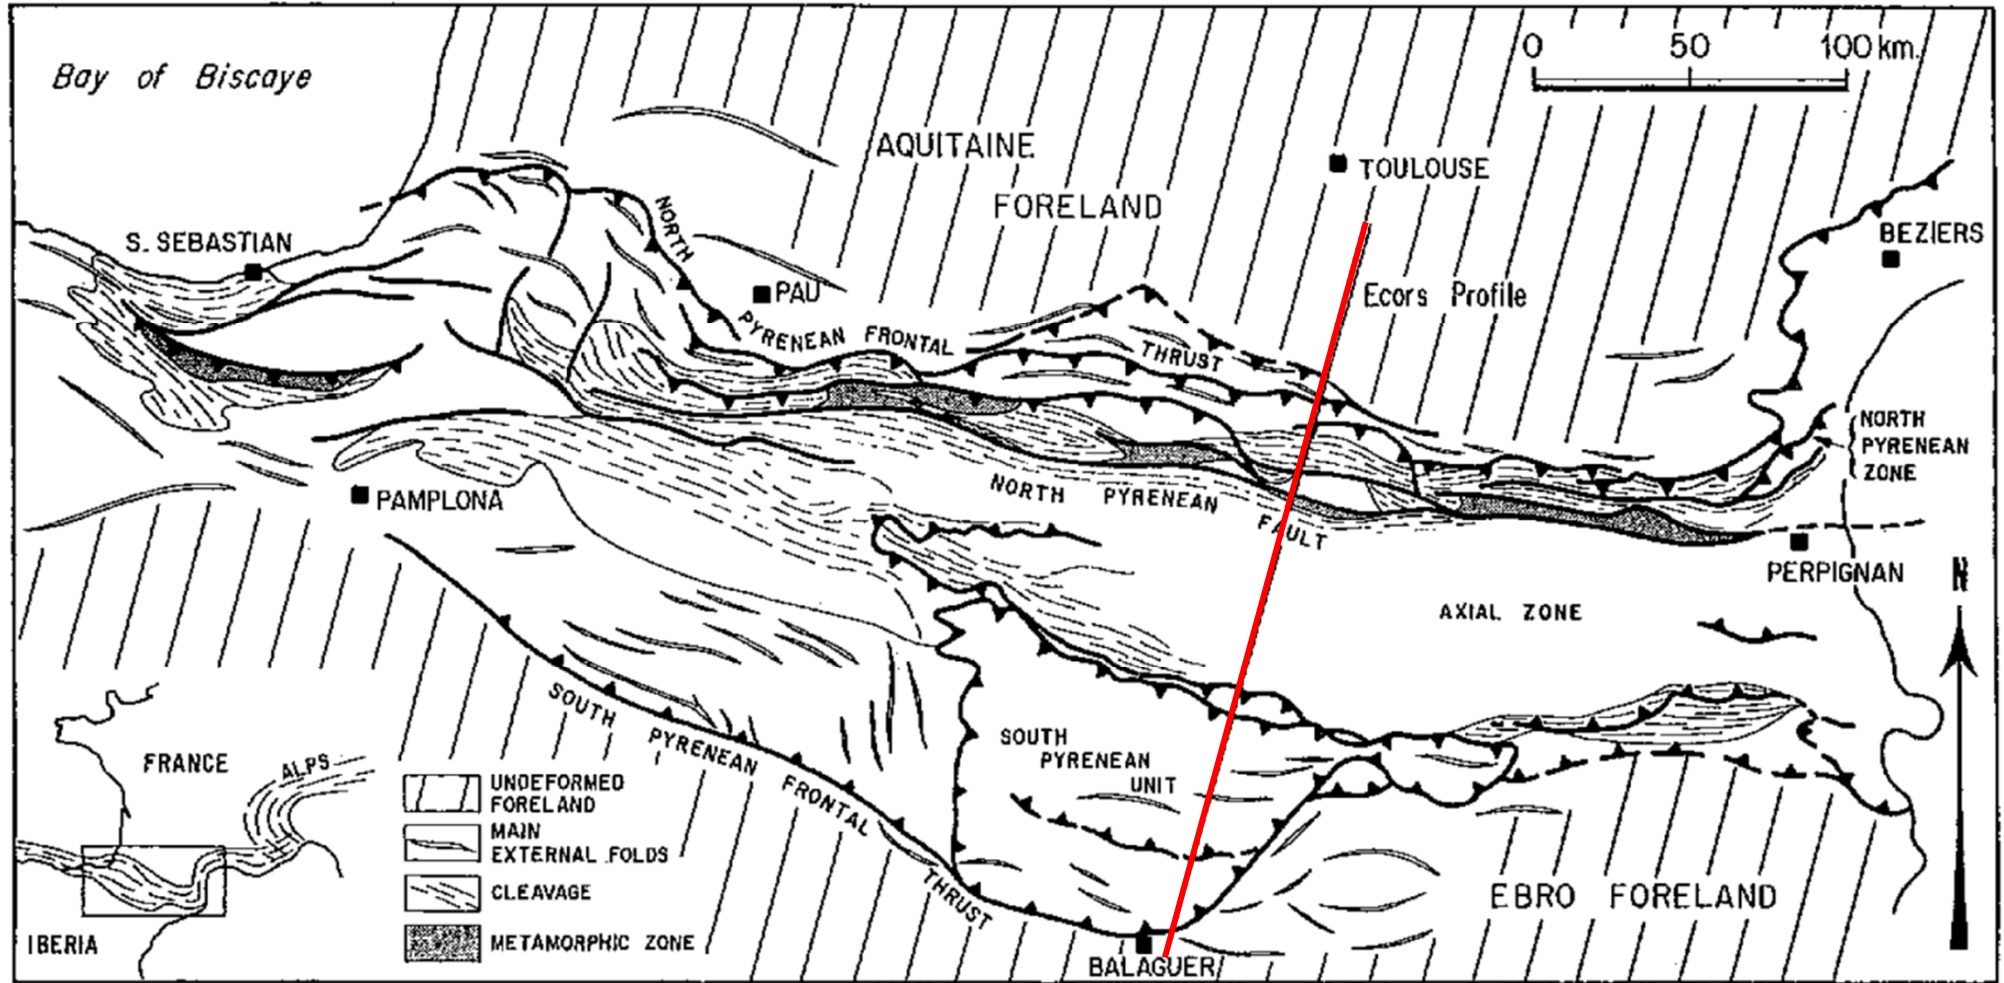 Bay of Biscaye
0 50 100 km.
AQUITAINE
FORELAND
TOULOUSE
BEZIERS
S. SEBASTIAN
PAU
Ecors Profile
NORTH
PYRENEAN FRONTAL
THRUST
NORTH
PYRENEAN
ZONE
PAMPLONA
NORTH PYRENEAN
FAULT
PERPIGNAN
N
AXIAL ZONE
SOUTH
PYRENEAN
FRONTAL
THRUST
SOUTH
PYRENEAN
UNIT
EBRO FORELAND
BALAGUER
FRANCE
ALPS
IBERIA
UNDEFORMED
FORELAND
MAIN
EXTERNAL FOLDS
CLEAVAGE
METAMORPHIC ZONE